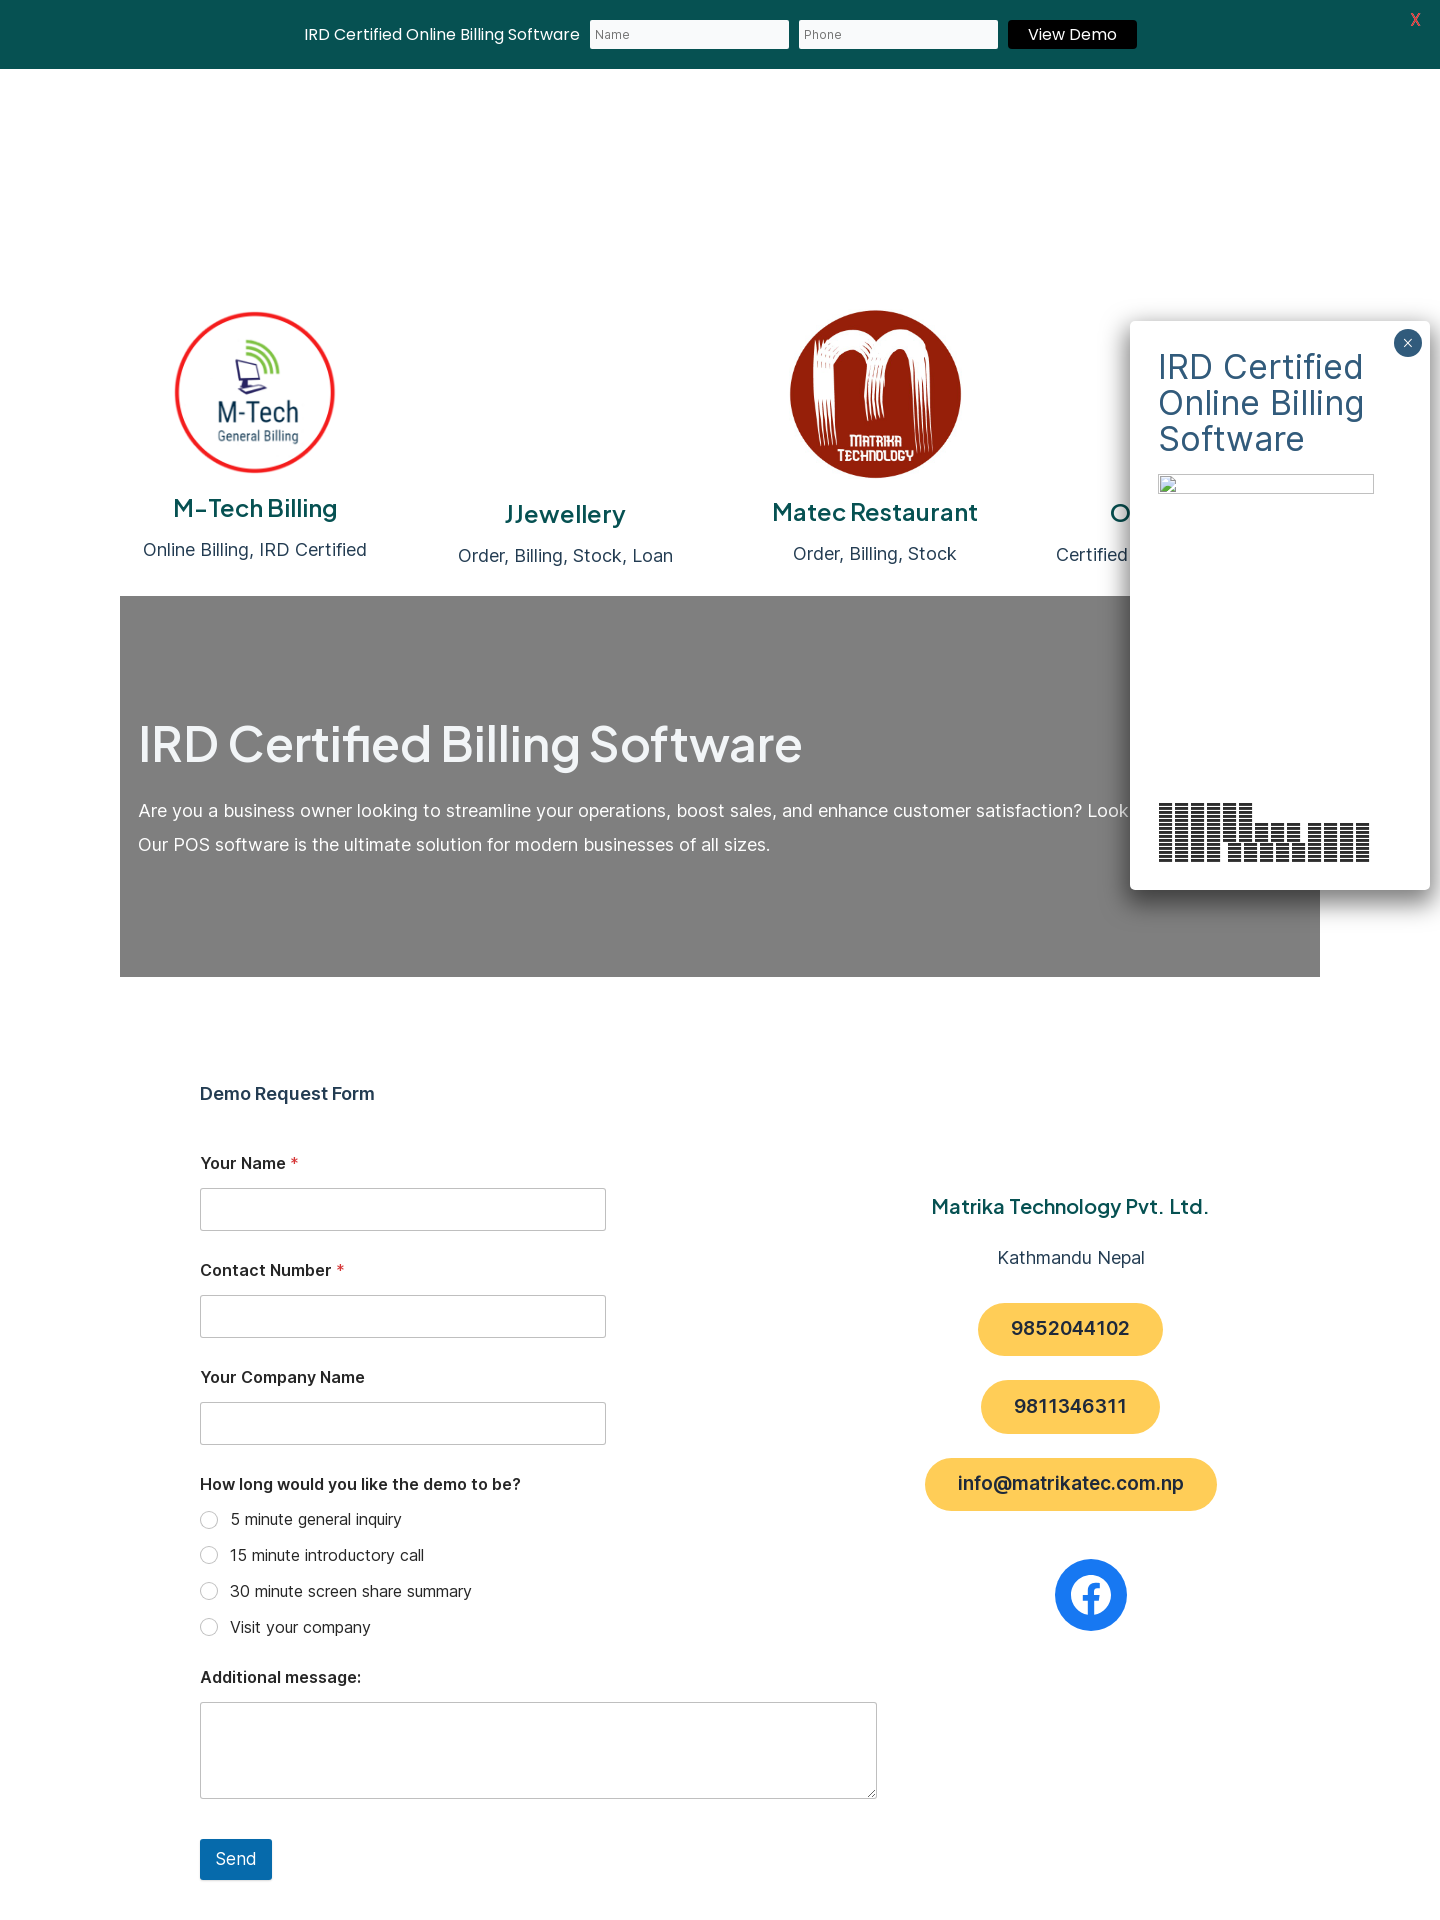 IRD Certified Online Billing Software
Name
Phone
View Demo
X
M-Tech
General Billing
MATRIKA
TECHNOLOGY
M-Tech Billing
JJewellery
Matec Restaurant
Online Billing, IRD Certified
Order, Billing, Stock, Loan
Order, Billing, Stock
Certified
×
IRD Certified
Online Billing
Software
IRD Certified Billing Software
Are you a business owner looking to streamline your operations, boost sales, and enhance customer satisfaction? Look
Our POS software is the ultimate solution for modern businesses of all sizes.
Demo Request Form
Your Name *
Contact Number *
Your Company Name
How long would you like the demo to be?
5 minute general inquiry
15 minute introductory call
30 minute screen share summary
Visit your company
Additional message:
Send
Matrika Technology Pvt. Ltd.
Kathmandu Nepal
9852044102
9811346311
info@matrikatec.com.np